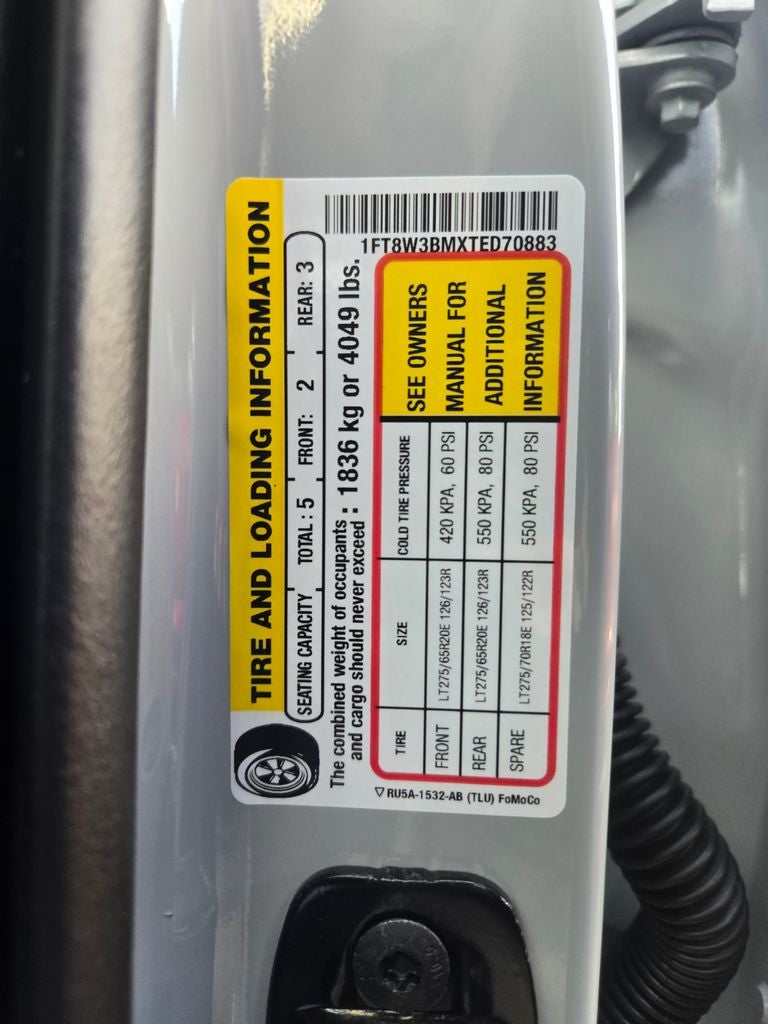 TIRE AND LOADING INFORMATION
SEATING CAPACITY TOTAL : 5 FRONT: 2 REAR: 3
The combined weight of occupants
and cargo should never exceed : 1836 kg or 4049 lbs.
TIRE SIZE COLD TIRE PRESSURE
FRONT LT275/65R20E 126/123R 420 KPA, 60 PSI
REAR LT275/65R20E 126/123R 550 KPA, 80 PSI
SPARE LT275/70R18E 125/122R 550 KPA, 80 PSI
SEE OWNERS
MANUAL FOR
ADDITIONAL
INFORMATION
RU5A-1532-AB (TLU) FoMoCo
1FT8W3BMXTED70883